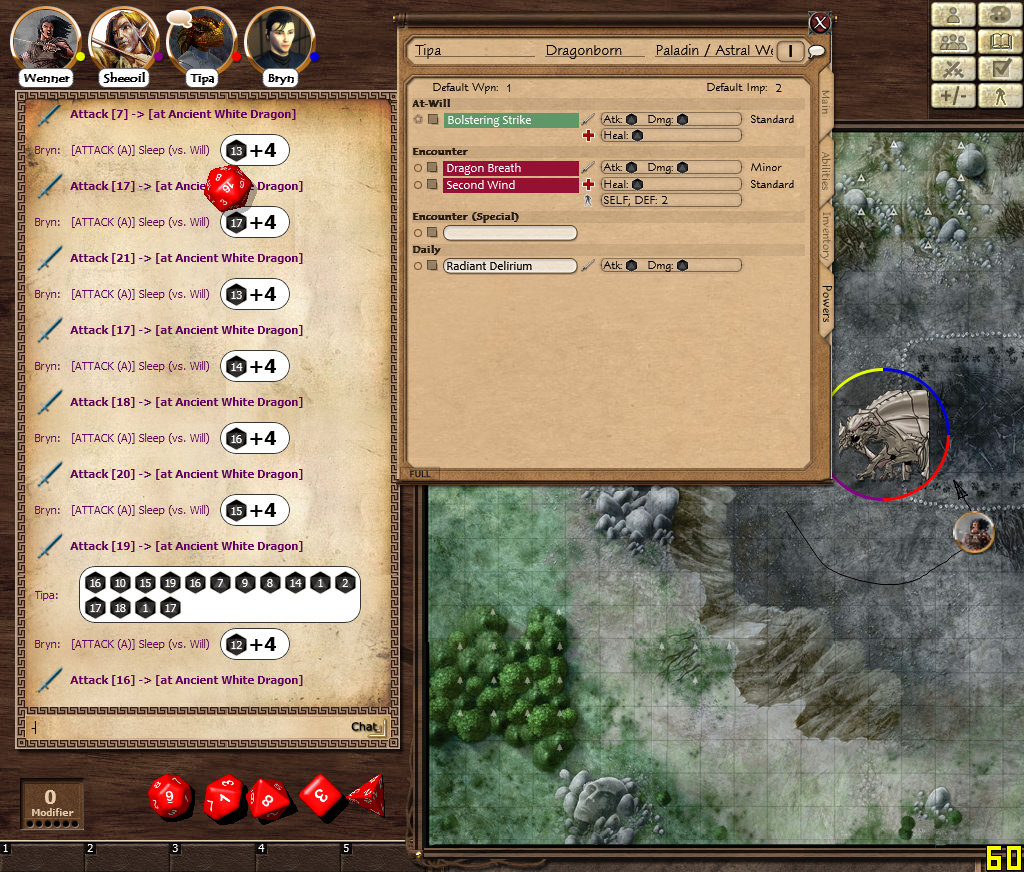 Wenner
Sheeoil
Tipa
Bryn
Attack [7] -> [at Ancient White Dragon]
Bryn: [ATTACK (A)] Sleep (vs. Will) 13 +4
Attack [17] -> [at Ancie Dragon]
Bryn: [ATTACK (A)] Sleep (vs. Will) 17 +4
Attack [21] -> [at Ancient White Dragon]
Bryn: [ATTACK (A)] Sleep (vs. Will) 13 +4
Attack [17] -> [at Ancient White Dragon]
Bryn: [ATTACK (A)] Sleep (vs. Will) 14 +4
Attack [18] -> [at Ancient White Dragon]
Bryn: [ATTACK (A)] Sleep (vs. Will) 16 +4
Attack [20] -> [at Ancient White Dragon]
Bryn: [ATTACK (A)] Sleep (vs. Will) 15 +4
Attack [19] -> [at Ancient White Dragon]
Tipa: 16 10 15 19 16 7 9 8 14 1 2
17 18 1 17
Bryn: [ATTACK (A)] Sleep (vs. Will) 12 +4
Attack [16] -> [at Ancient White Dragon]
Chat
0
Modifier
1 2 3 4 5
X
Tipa Dragonborn Paladin / Astral We I
Default Wpn: 1 Default Imp: 2
At-Will
Bolstering Strike Atk: Dmg: Standard
Heal:
Encounter
Dragon Breath Atk: Dmg: Minor
Second Wind Heal: Standard
SELF; DEF: 2
Encounter (Special)
Daily
Radiant Delirium Atk: Dmg:
FULL
Main
Abilities
Inventory
Powers
+/-
60